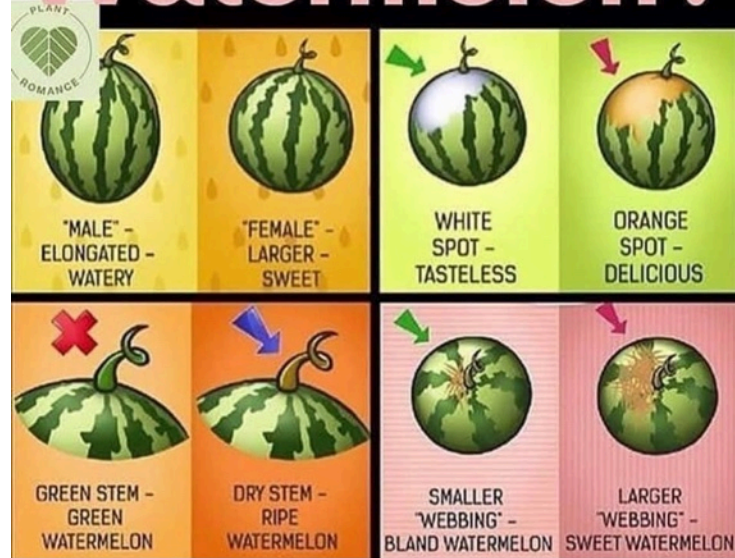 Watermelon?
PLANT
ROMANCE
"MALE" -
ELONGATED -
WATERY
"FEMALE" -
LARGER -
SWEET
WHITE
SPOT -
TASTELESS
ORANGE
SPOT -
DELICIOUS
GREEN STEM -
GREEN
WATERMELON
DRY STEM -
RIPE
WATERMELON
SMALLER
"WEBBING" -
BLAND WATERMELON
LARGER
"WEBBING" -
SWEET WATERMELON